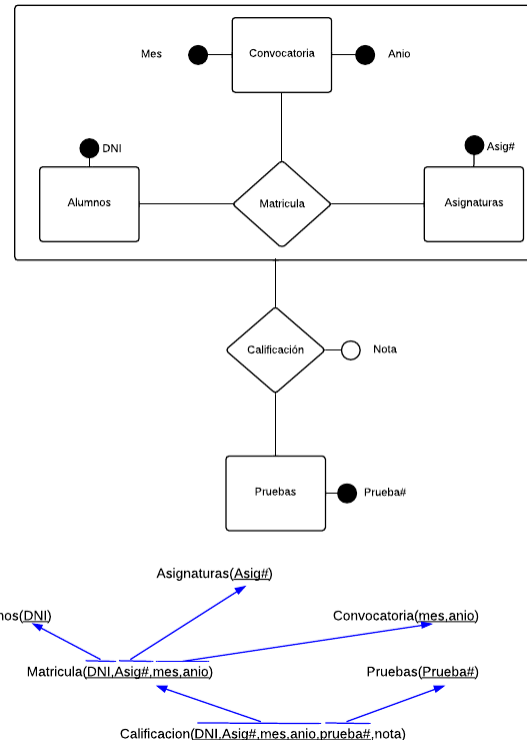 Mes
Convocatoria
Anio
DNI
Asig#
Alumnos
Matricula
Asignaturas
Calificación
Nota
Pruebas
Prueba#
Asignaturas(Asig#)
nos(DNI)
Convocatoria(mes,anio)
Matricula(DNI,Asig#,mes,anio)
Pruebas(Prueba#)
Calificacion(DNI,Asig#,mes,anio,prueba#,nota)